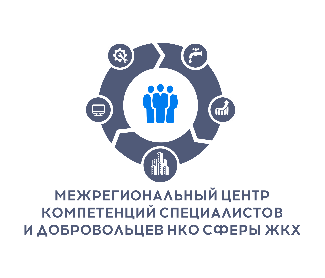 МЕЖРЕГИОНАЛЬНЫЙ ЦЕНТР
КОМПЕТЕНЦИЙ СПЕЦИАЛИСТОВ
И ДОБРОВОЛЬЦЕВ НКО СФЕРЫ ЖКХ